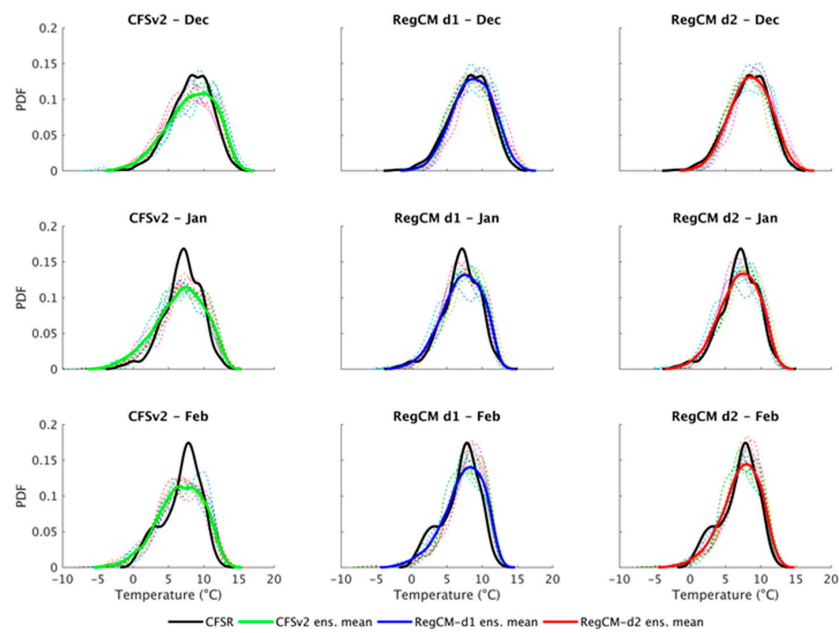 CFSv2 – Dec RegCM d1 – Dec RegCM d2 – Dec
0.2
0.15
0.1
0.05
0
PDF
CFSv2 – Jan RegCM d1 – Jan RegCM d2 – Jan
0.2
0.15
0.1
0.05
0
PDF
CFSv2 – Feb RegCM d1 – Feb RegCM d2 – Feb
0.2
0.15
0.1
0.05
0
PDF
-10 -5 0 5 10 15 20 -10 -5 0 5 10 15 20 -10 -5 0 5 10 15 20
Temperature (°C) Temperature (°C) Temperature (°C)
CFSR CFSv2 ens. mean RegCM-d1 ens. mean RegCM-d2 ens. mean